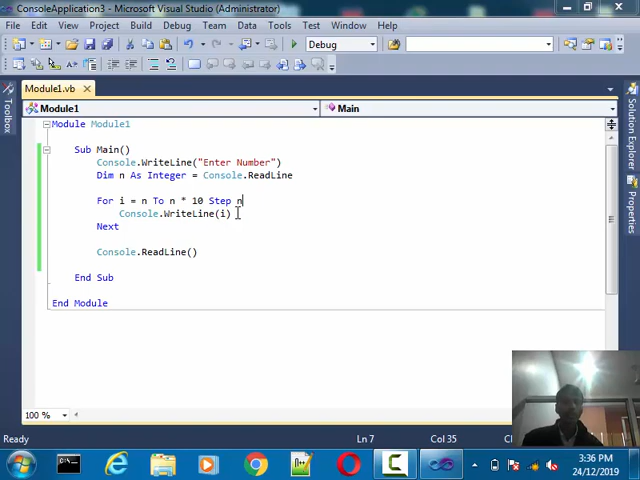 ConsoleApplication3 - Microsoft Visual Studio (Administrator)
File Edit View Project Build Debug Team Data Tools Test Window Help
Debug
Module1.vb
Toolbox
Solution Explorer
Module1 Main
Module Module1
Sub Main()
Console.WriteLine("Enter Number")
Dim n As Integer = Console.ReadLine
For i = n To n * 10 Step n
Console.WriteLine(i)
Next
Console.ReadLine()
End Sub
End Module
100 %
Ready Ln 7 Col 35
3:36 PM
24/12/2019